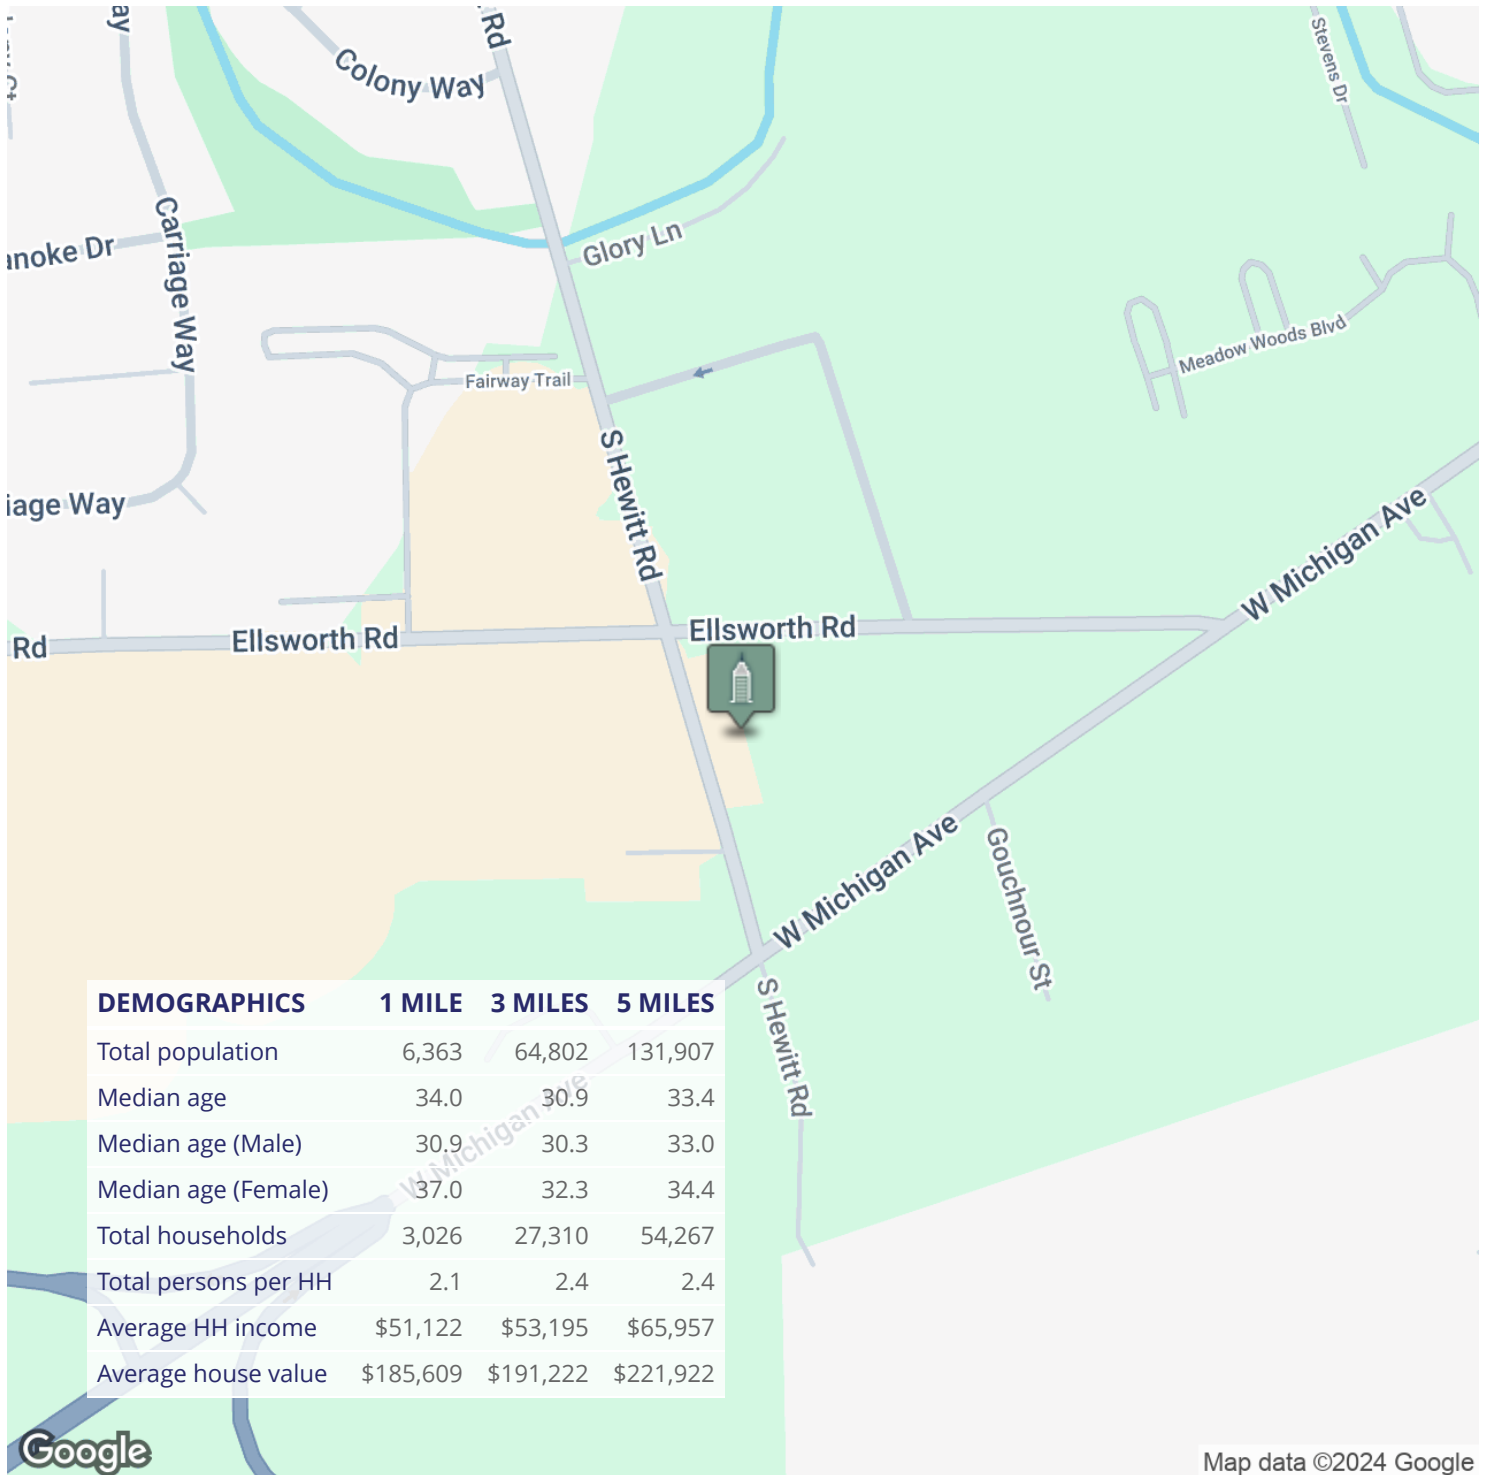 Rd
Colony Way
Stevens Dr
Carriage Way
Glory Ln
Meadow Woods Blvd
Fairway Trail
S Hewitt Rd
W Michigan Ave
Way
Rd
Ellsworth Rd
Ellsworth Rd
W Michigan Ave
Gouchnour St
S Hewitt Rd
W Michigan Ave
DEMOGRAPHICS 1 MILE 3 MILES 5 MILES
Total population 6,363 64,802 131,907
Median age 34.0 30.9 33.4
Median age (Male) 30.9 30.3 33.0
Median age (Female) 37.0 32.3 34.4
Total households 3,026 27,310 54,267
Total persons per HH 2.1 2.4 2.4
Average HH income $51,122 $53,195 $65,957
Average house value $185,609 $191,222 $221,922
Google
Map data ©2024 Google